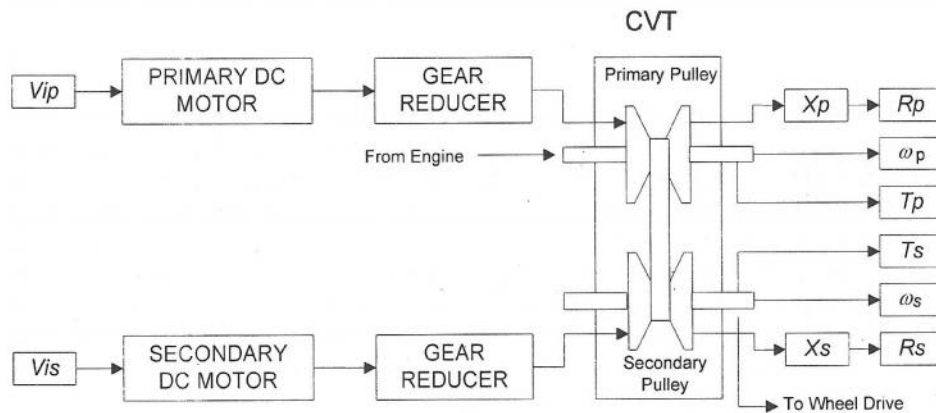 CVT
Vip
PRIMARY DC
MOTOR
GEAR
REDUCER
Primary Pulley
Xp
Rp
From Engine
ωp
Tp
Ts
ωs
Vis
SECONDARY
DC MOTOR
GEAR
REDUCER
Secondary
Pulley
Xs
Rs
To Wheel Drive